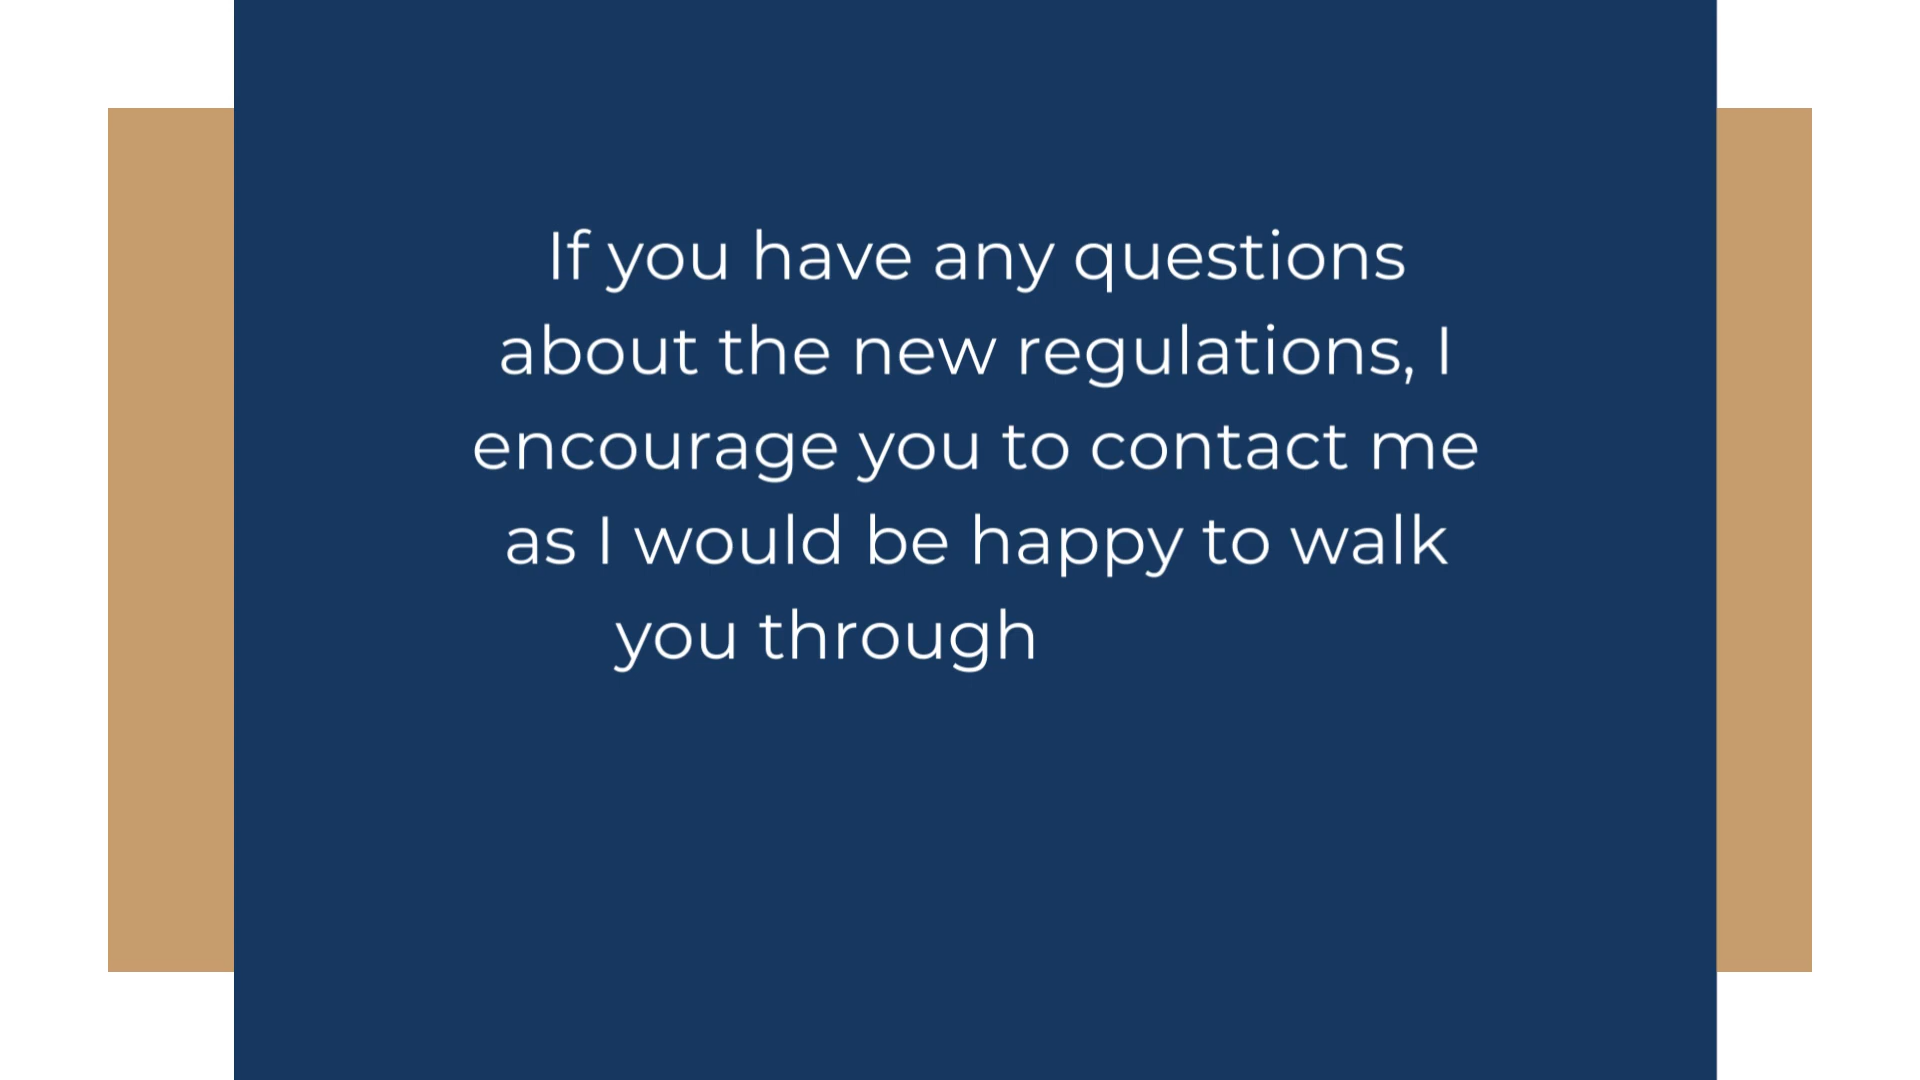 If you have any questions
about the new regulations, I
encourage you to contact me
as I would be happy to walk
you through